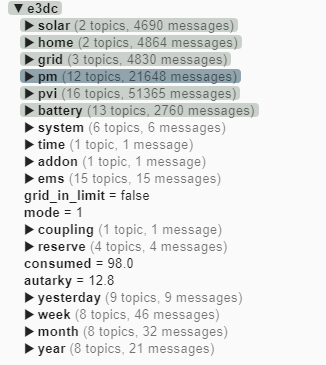 ▼ e3dc
▶ solar (2 topics, 4690 messages)
▶ home (2 topics, 4864 messages)
▶ grid (3 topics, 4830 messages)
▶ pm (12 topics, 21648 messages)
▶ pvi (16 topics, 51365 messages)
▶ battery (13 topics, 2760 messages)
▶ system (6 topics, 6 messages)
▶ time (1 topic, 1 message)
▶ addon (1 topic, 1 message)
▶ ems (15 topics, 15 messages)
grid_in_limit = false
mode = 1
▶ coupling (1 topic, 1 message)
▶ reserve (4 topics, 4 messages)
consumed = 98.0
autarky = 12.8
▶ yesterday (9 topics, 9 messages)
▶ week (8 topics, 46 messages)
▶ month (8 topics, 32 messages)
▶ year (8 topics, 21 messages)